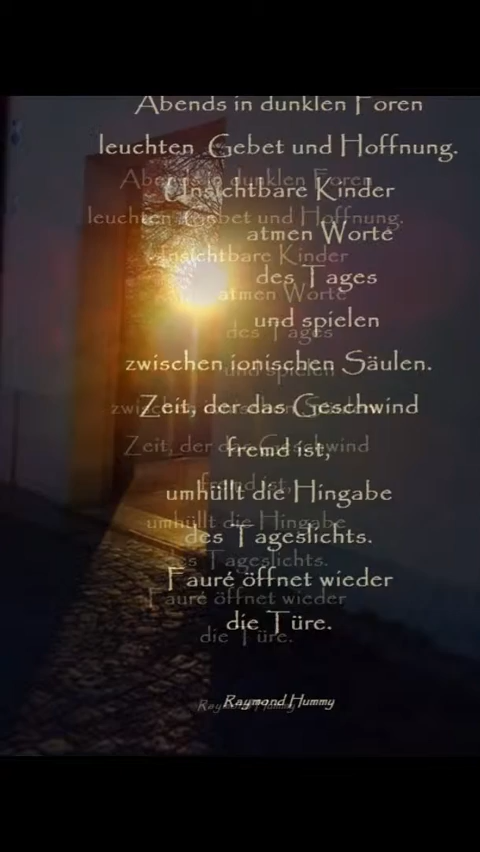 Abends in dunklen Foren
leuchten Gebet und Hoffnung.
Unsichtbare Kinder
atmen Worte
des Tages
und spielen
zwischen ionischen Säulen.
Zeit, der das Geschwind
fremd ist,
umhüllt die Hingabe
des Tageslichts.
Fauré öffnet wieder
die Türe.
Raymond Hummy